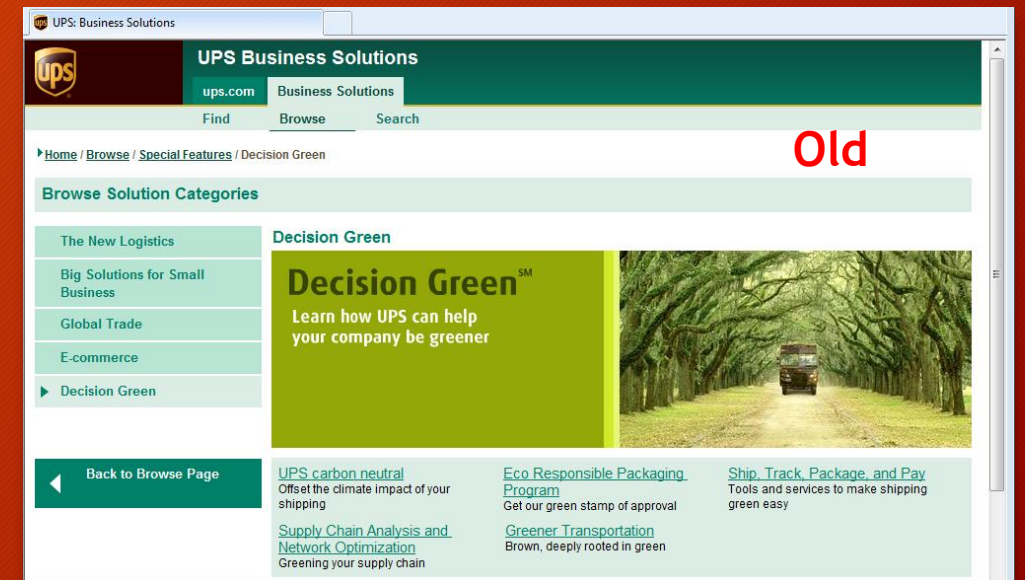 UPS: Business Solutions
ups
UPS Business Solutions
ups.com Business Solutions
Find Browse Search
Home / Browse / Special Features / Decision Green
Old
Browse Solution Categories
The New Logistics
Big Solutions for Small
Business
Global Trade
E-commerce
Decision Green
Back to Browse Page
Decision Green
Decision Green℠
Learn how UPS can help
your company be greener
UPS carbon neutral
Offset the climate impact of your
shipping
Eco Responsible Packaging
Program
Get our green stamp of approval
Ship, Track, Package, and Pay
Tools and services to make shipping
green easy
Supply Chain Analysis and
Network Optimization
Greening your supply chain
Greener Transportation
Brown, deeply rooted in green